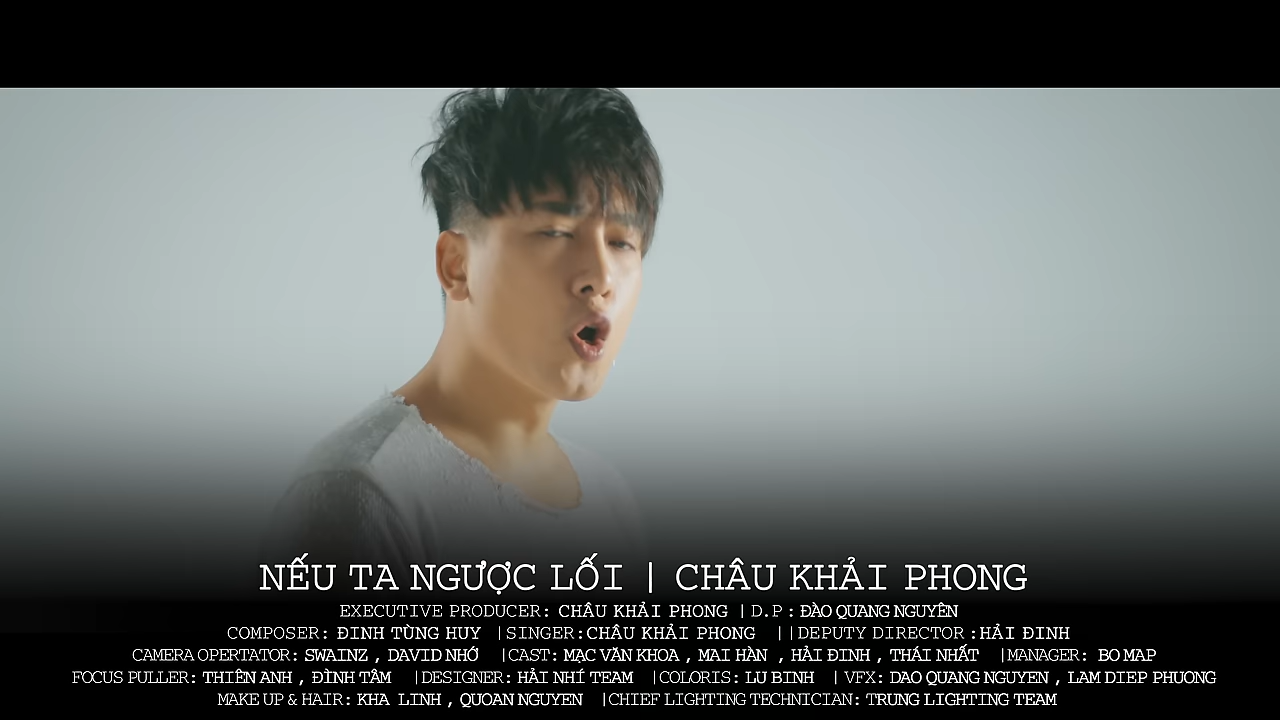 NẾU TA NGƯỢC LỐI | CHÂU KHẢI PHONG
EXECUTIVE PRODUCER: CHÂU KHẢI PHONG | D.P : ĐÀO QUANG NGUYÊN
COMPOSER: ĐINH TÙNG HUY |SINGER:CHÂU KHẢI PHONG ||DEPUTY DIRECTOR :HẢI ĐINH
CAMERA OPERTATOR: SWAINZ , DAVID NHỚ |CAST: MẠC VĂN KHOA , MAI HÀN , HẢI ĐINH , THÁI NHẤT |MANAGER: BO MAP
FOCUS PULLER: THIÊN ANH , ĐÌNH TÂM |DESIGNER: HẢI NHÍ TEAM |COLORIS: LU BINH | VFX: DAO QUANG NGUYEN , LAM DIEP PHUONG
MAKE UP & HAIR: KHA LINH , QUOAN NGUYEN |CHIEF LIGHTING TECHNICIAN: TRUNG LIGHTING TEAM